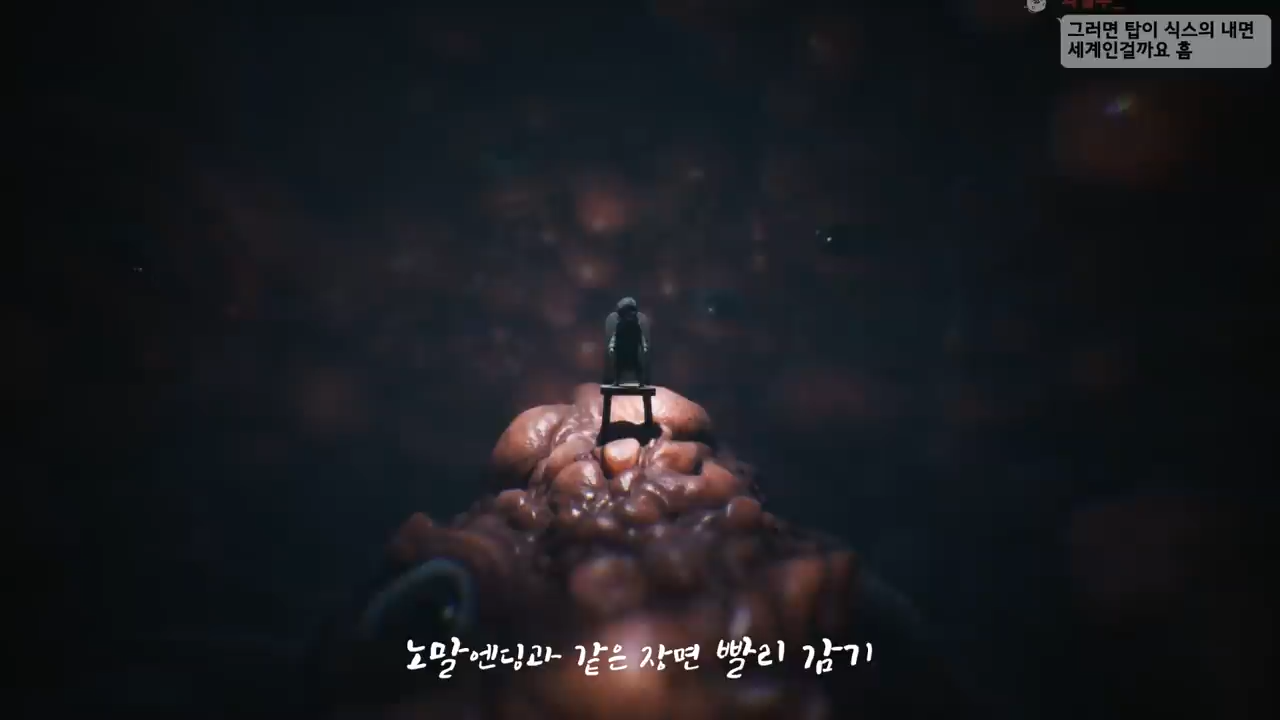 그러면 탑이 식스의 내면
세계인걸까요 흠
노말엔딩과 같은 장면 빨리 감기